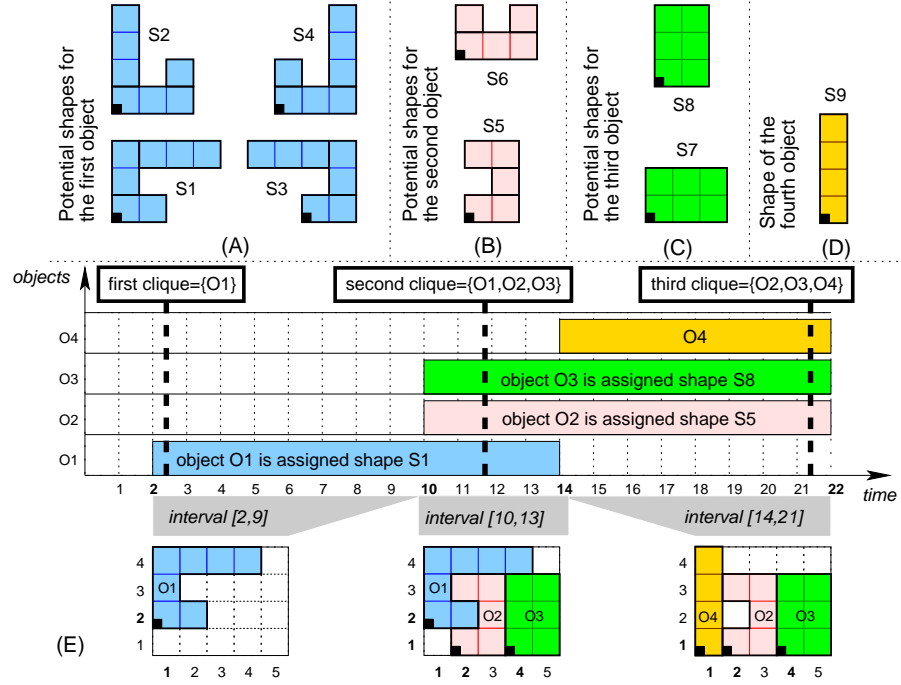 Potential shapes for
the first object
S2
S4
S1
S3
(A)
Potential shapes for
the second object
S6
S5
(B)
Potential shapes for
the third object
S8
S7
(C)
Shape of the
fourth object
S9
(D)
objects
first clique={O1}
second clique={O1,O2,O3}
third clique={O2,O3,O4}
O4
O4
O3
object O3 is assigned shape S8
O2
object O2 is assigned shape S5
O1
object O1 is assigned shape S1
1 2 3 4 5 6 7 8 9 10 11 12 13 14 15 16 17 18 19 20 21 22
time
interval [2,9]
interval [10,13]
interval [14,21]
(E)
4
3
2
1
O1
1 2 3 4 5
4
3
2
1
O1
O2
O3
1 2 3 4 5
4
3
2
1
O4
O2
O3
1 2 3 4 5